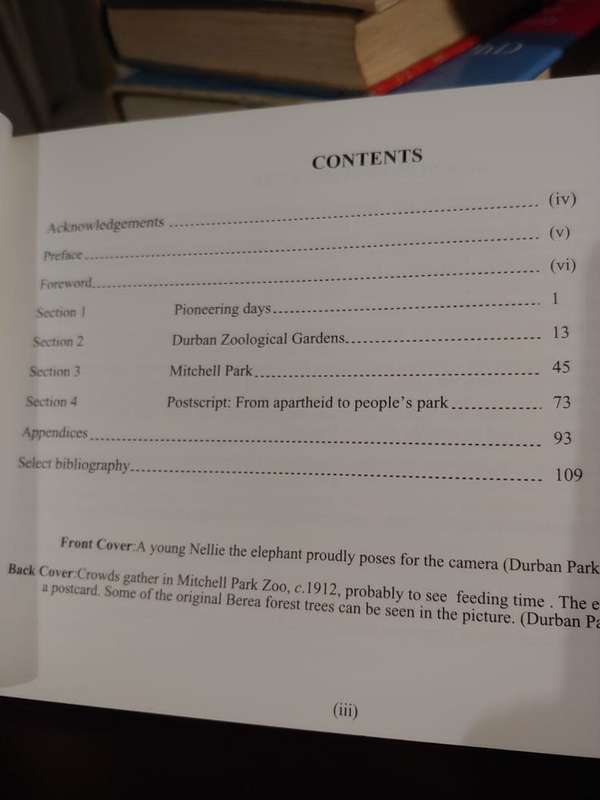 CONTENTS
Acknowledgements ---------- (iv)
Preface ---------- (v)
Foreword ---------- (vi)
Section 1 Pioneering days ---------- 1
Section 2 Durban Zoological Gardens ---------- 13
Section 3 Mitchell Park ---------- 45
Section 4 Postscript: From apartheid to people's park ---------- 73
Appendices ---------- 93
Select bibliography ---------- 109
Front Cover:A young Nellie the elephant proudly poses for the camera (Durban Park
Back Cover:Crowds gather in Mitchell Park Zoo, c.1912, probably to see feeding time . The e
a postcard. Some of the original Berea forest trees can be seen in the picture. (Durban Pa
(iii)